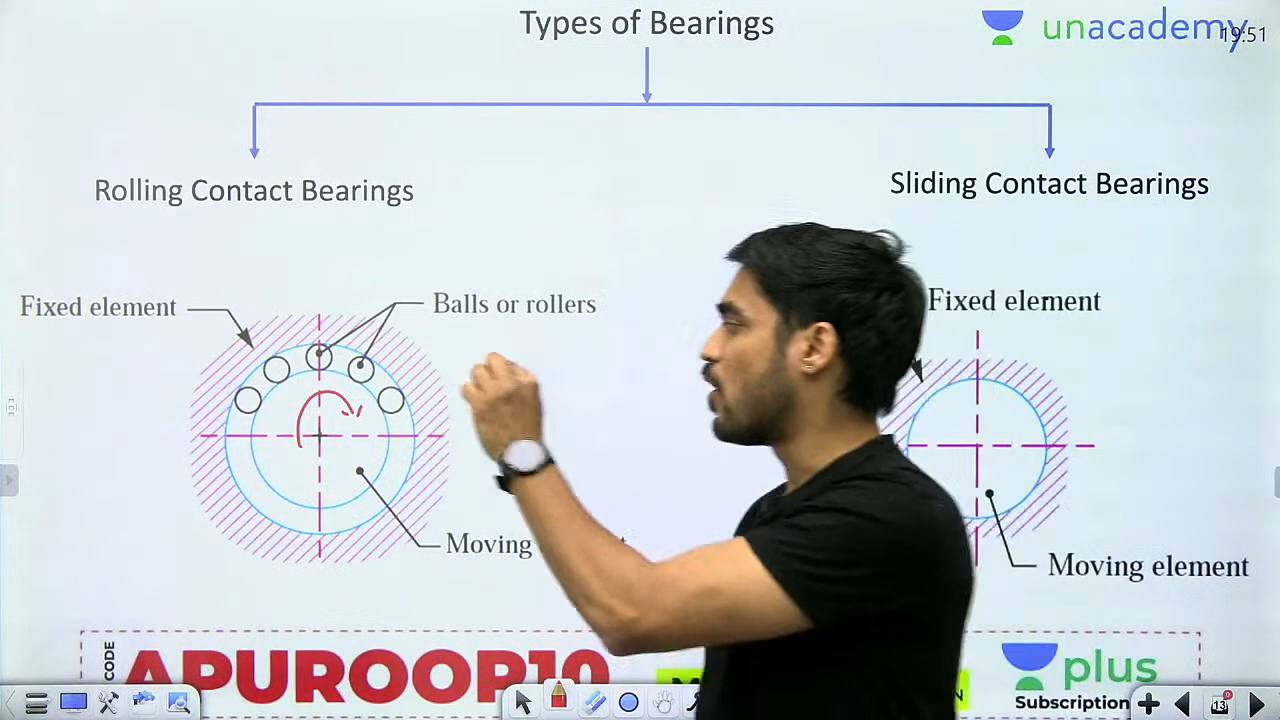 Types of Bearings
unacademy
19:51
Rolling Contact Bearings
Sliding Contact Bearings
Fixed element
Balls or rollers
Fixed element
Moving
Moving element
CODE
APUROOP10
plus
Subscription
13